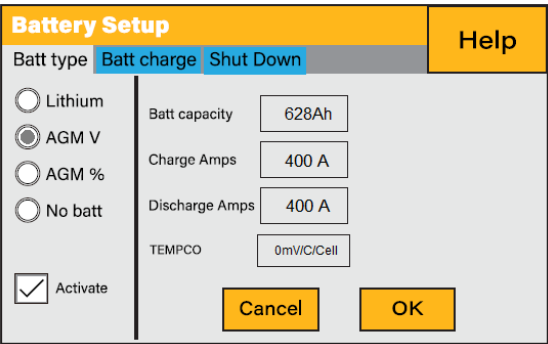 Battery Setup
Help
Batt type Batt charge Shut Down
Lithium
AGM V
AGM %
No batt
Activate
Batt capacity 628Ah
Charge Amps 400 A
Discharge Amps 400 A
TEMPCO 0mV/C/Cell
Cancel OK